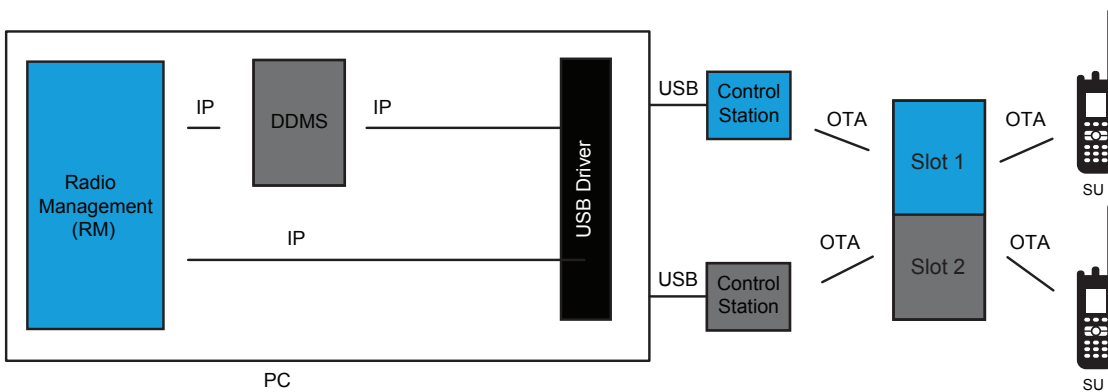 Radio
Management
(RM)
IP
DDMS
IP
IP
USB Driver
PC
USB
Control
Station
USB
Control
Station
OTA
OTA
Slot 1
Slot 2
OTA
OTA
SU
SU